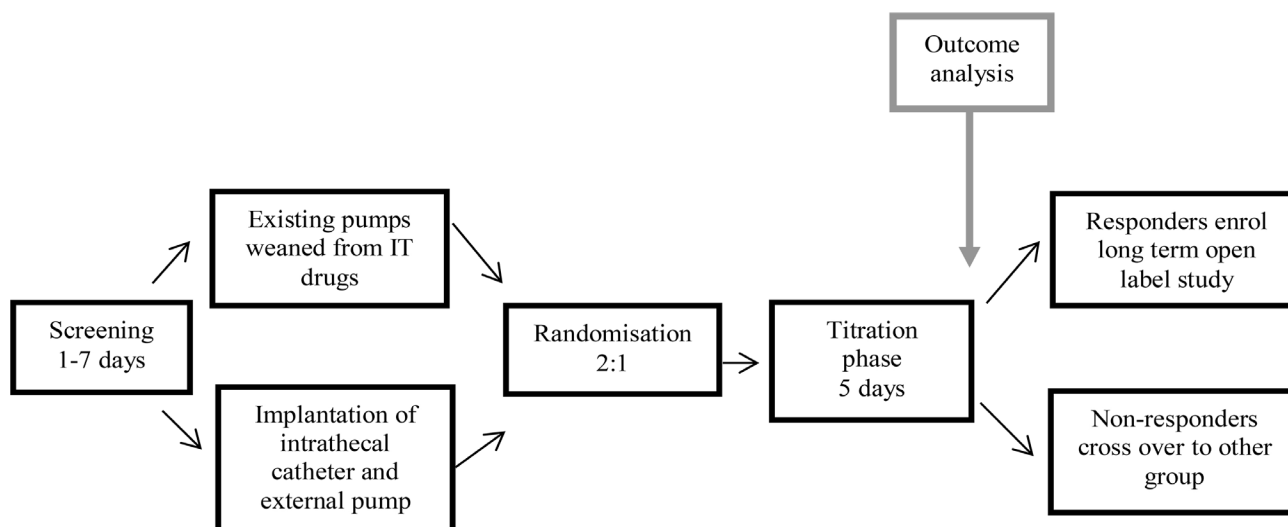 Outcome
analysis
Existing pumps
weaned from IT
drugs
Responders enrol
long term open
label study
Screening
1-7 days
Randomisation
2:1
Titration
phase
5 days
Implantation of
intrathecal
catheter and
external pump
Non-responders
cross over to other
group